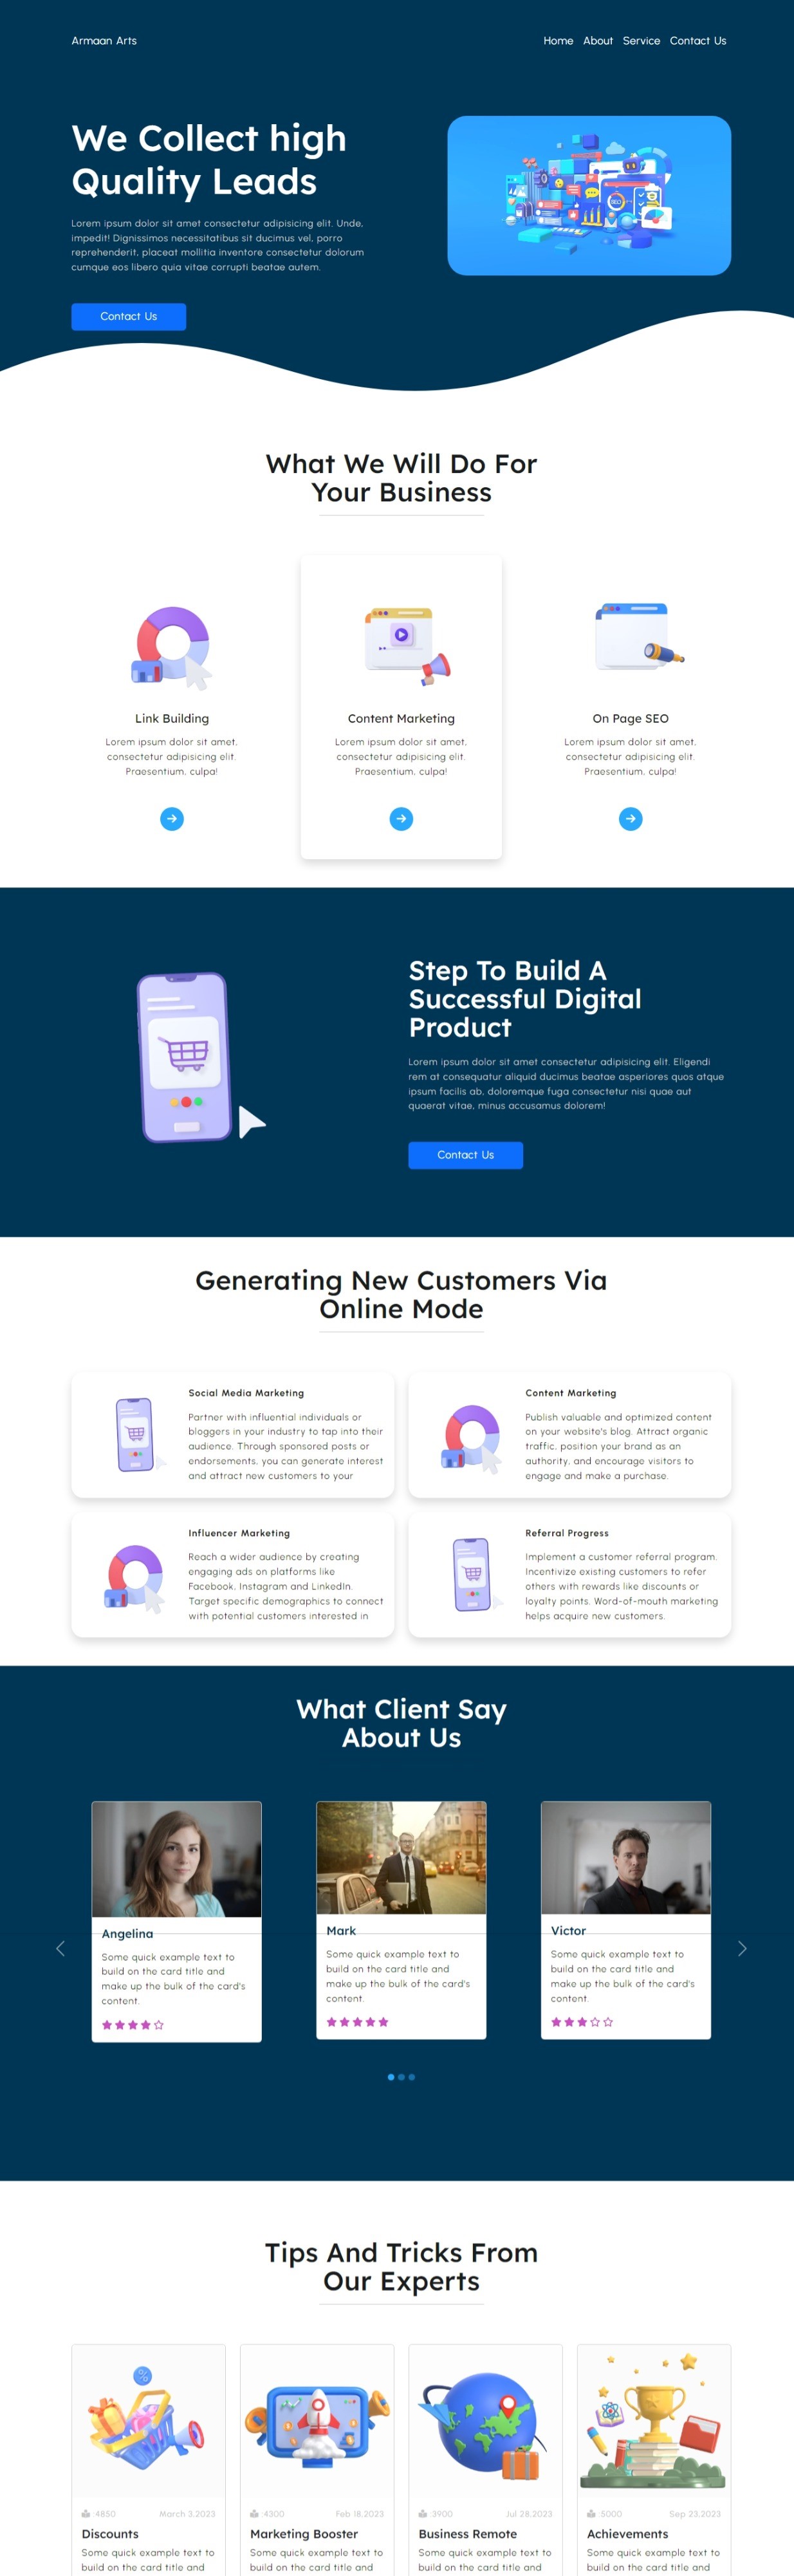 Armaan Arts
Home About Service Contact Us
We Collect high
Quality Leads
Lorem ipsum dolor sit amet consectetur adipisicing elit. Unde,
impedit! Dignissimos necessitatibus sit ducimus vel, porro
reprehenderit, placeat mollitia inventore consectetur dolorum
cumque eos libero quia vitae corrupti beatae autem.
SEO
Contact Us
What We Will Do For
Your Business
Link Building
Lorem ipsum dolor sit amet,
consectetur adipisicing elit.
Praesentium, culpa!
Content Marketing
Lorem ipsum dolor sit amet,
consectetur adipisicing elit.
Praesentium, culpa!
On Page SEO
Lorem ipsum dolor sit amet,
consectetur adipisicing elit.
Praesentium, culpa!
Step To Build A
Successful Digital
Product
Lorem ipsum dolor sit amet consectetur adipisicing elit. Eligendi
rem at consequatur aliquid ducimus beatae asperiores quos atque
ipsum facilis ab, doloremque fuga consectetur nisi quae aut
quaerat vitae, minus accusamus dolorem!
Contact Us
Generating New Customers Via
Online Mode
Social Media Marketing
Partner with influential individuals or
bloggers in your industry to tap into their
audience. Through sponsored posts or
endorsements, you can generate interest
and attract new customers to your
Content Marketing
Publish valuable and optimized content
on your website's blog. Attract organic
traffic, position your brand as an
authority, and encourage visitors to
engage and make a purchase.
Influencer Marketing
Reach a wider audience by creating
engaging ads on platforms like
Facebook, Instagram and LinkedIn.
Target specific demographics to connect
with potential customers interested in
Referral Progress
Implement a customer referral program.
Incentivize existing customers to refer
others with rewards like discounts or
loyalty points. Word-of-mouth marketing
helps acquire new customers.
What Client Say
About Us
Angelina
Some quick example text to
build on the card title and
make up the bulk of the card's
content.
Mark
Some quick example text to
build on the card title and
make up the bulk of the card's
content.
Victor
Some quick example text to
build on the card title and
make up the bulk of the card's
content.
Tips And Tricks From
Our Experts
%
:4850 March 3,2023
Discounts
Some quick example text to
build on the card title and
:4300 Feb 18,2023
Marketing Booster
Some quick example text to
build on the card title and
:3900 Jul 28,2023
Business Remote
Some quick example text to
build on the card title and
:5000 Sep 23,2023
Achievements
Some quick example text to
build on the card title and